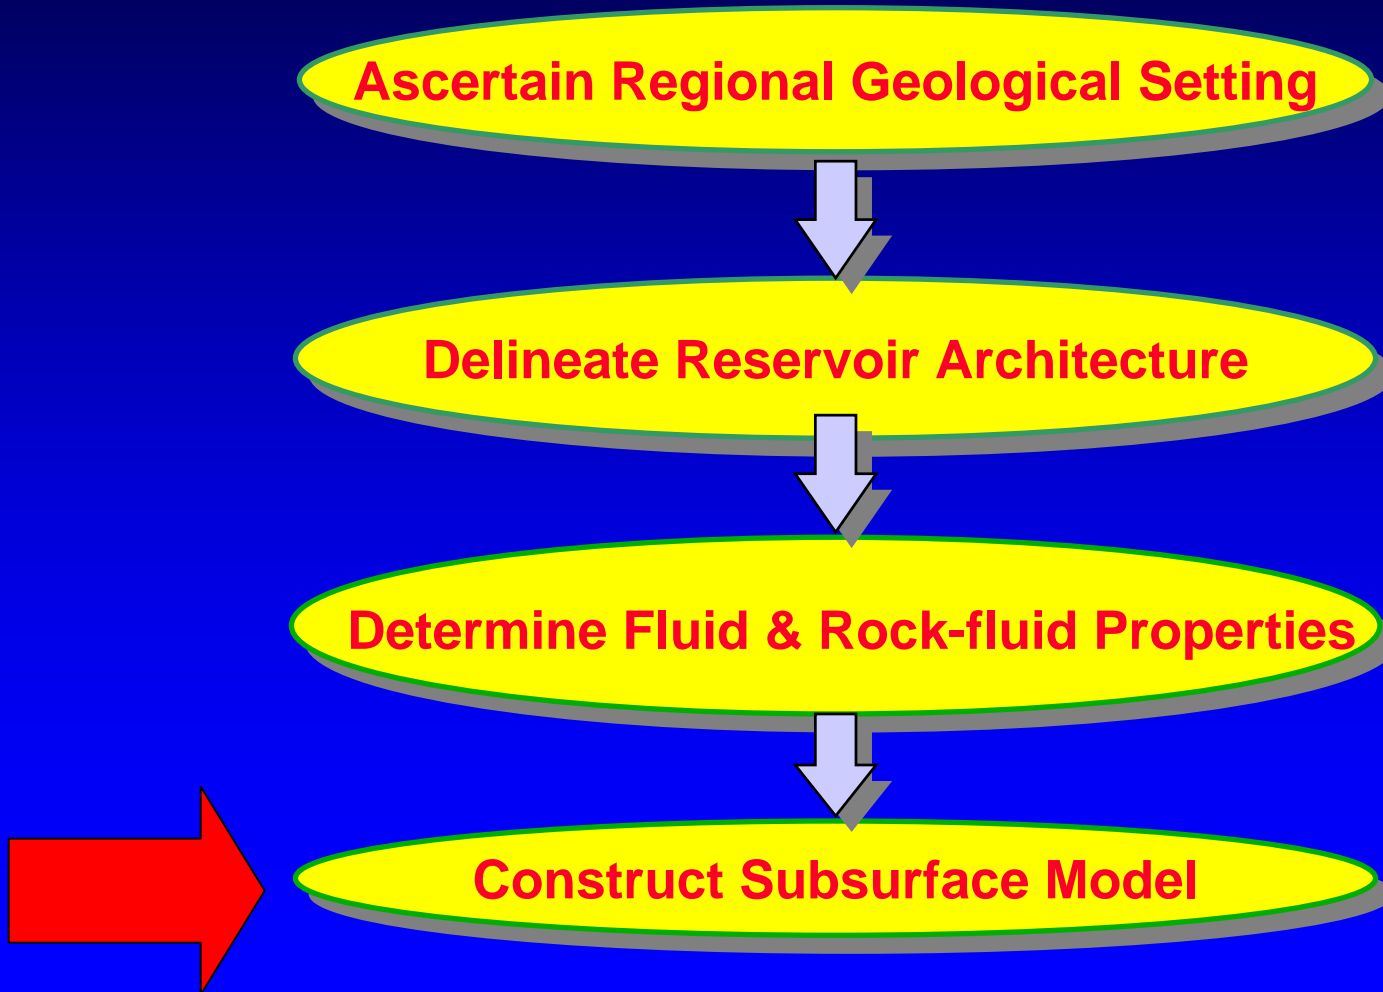 Ascertain Regional Geological Setting
Delineate Reservoir Architecture
Determine Fluid & Rock-fluid Properties
Construct Subsurface Model